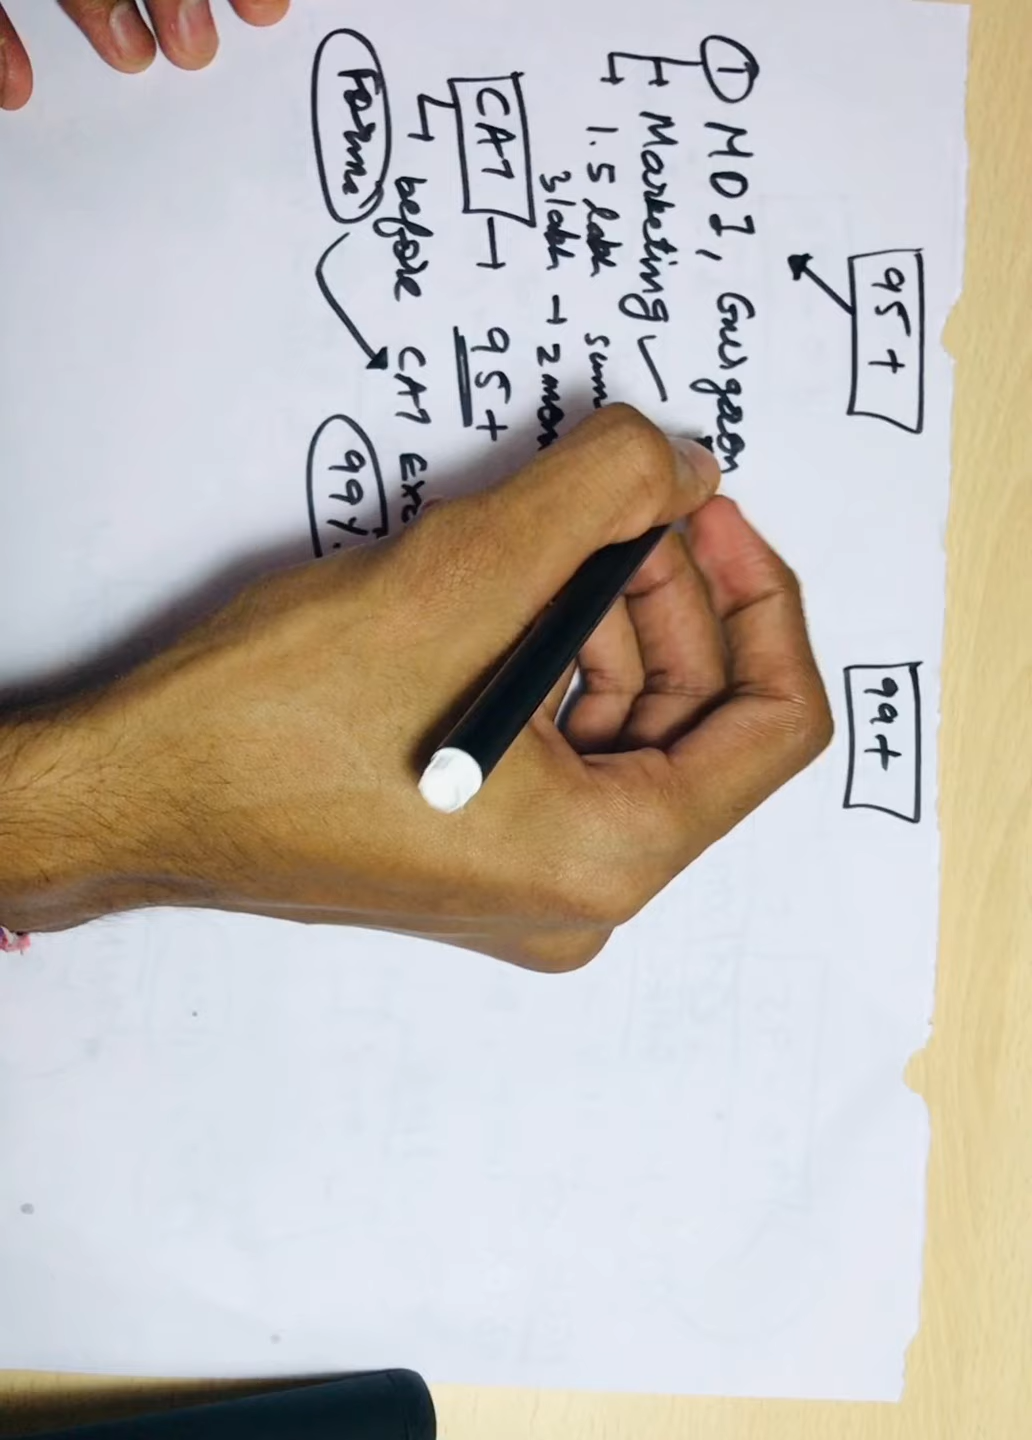 95+
99+
① MDI, Gurgaon
Marketing ✓
1.5 lakh
3 lakh → 2
CAT → 95+
before CAT
Forms
99%